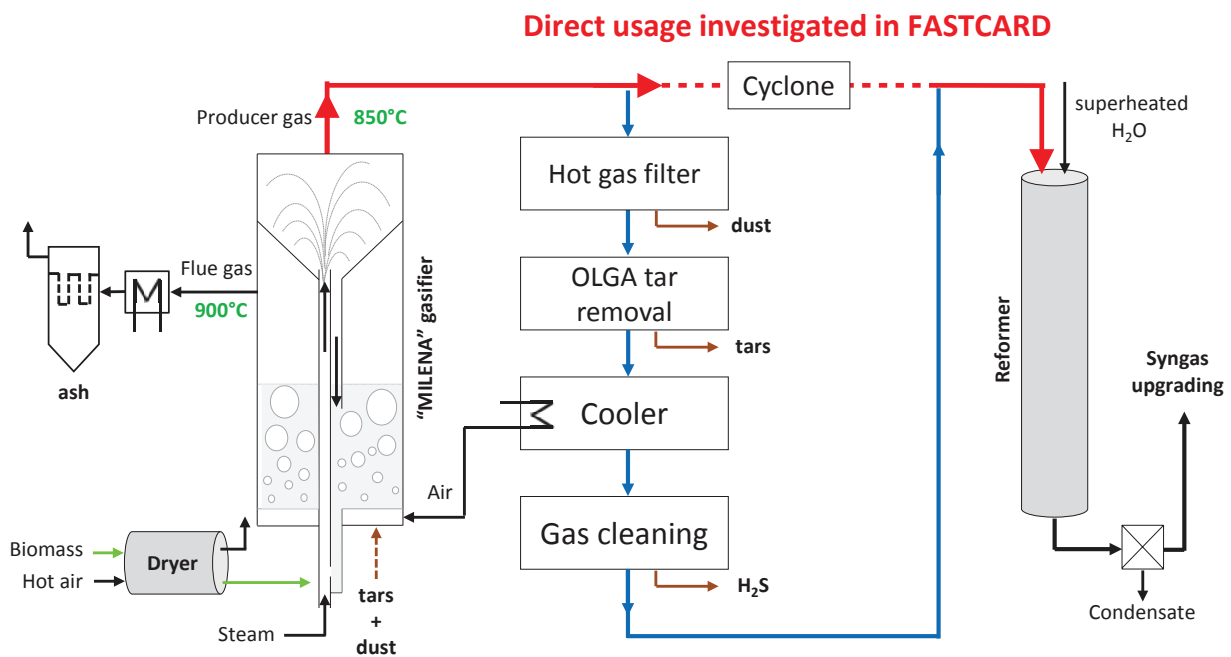 Direct usage investigated in FASTCARD
Producer gas
850°C
Cyclone
superheated
H₂O
Hot gas filter
dust
Flue gas
900°C
ash
"MILENA" gasifier
OLGA tar
removal
tars
Reformer
Syngas
upgrading
Cooler
Air
Gas cleaning
H₂S
Biomass
Hot air
Dryer
Steam
tars
+
dust
Condensate